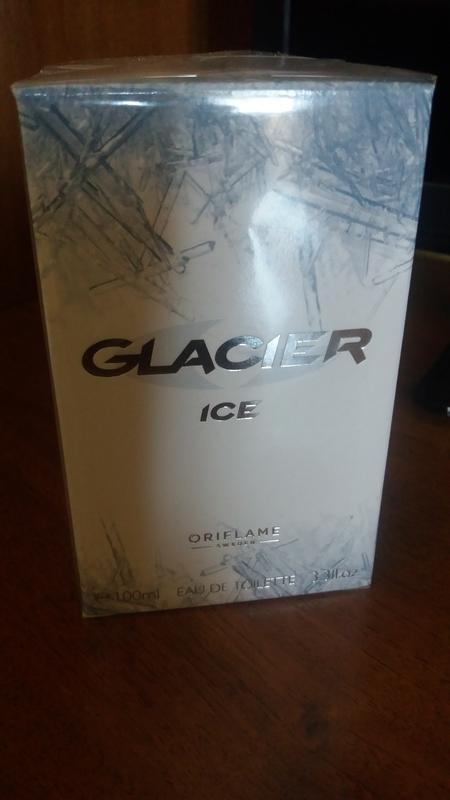 GLACIER
ICE
ORIFLAME
SWEDEN
℮ 100ml EAU DE TOILETTE 3.3fl.oz